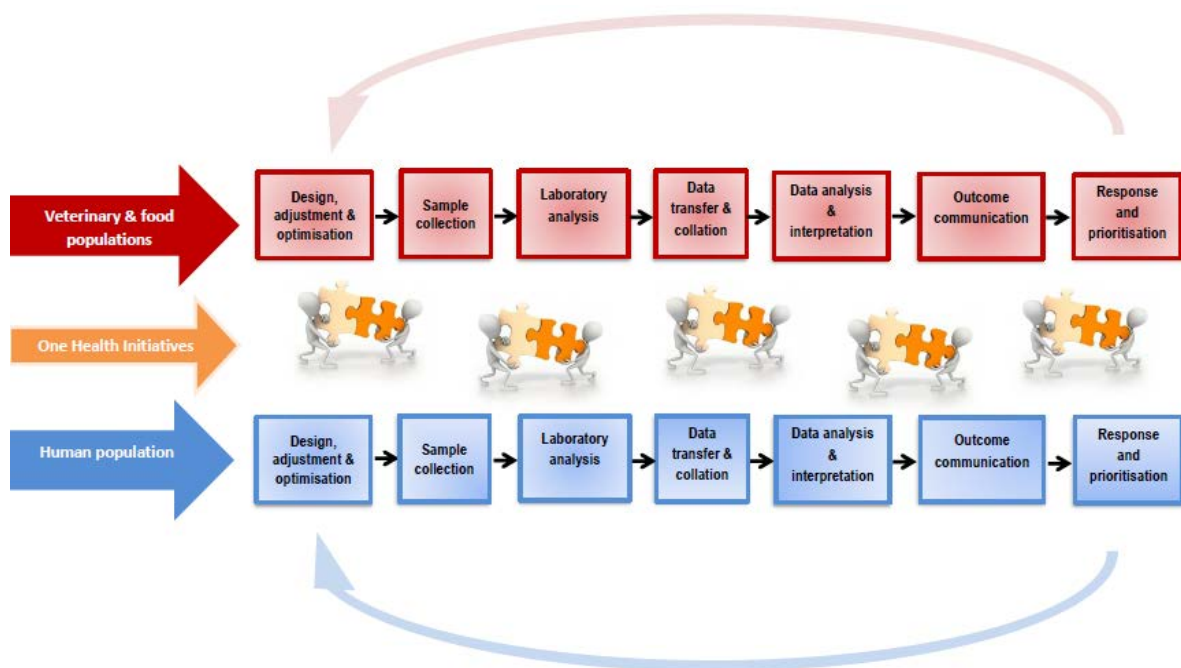 Veterinary & food
populations
Design,
adjustment &
optimisation
Sample
collection
Laboratory
analysis
Data
transfer &
collation
Data analysis
&
interpretation
Outcome
communication
Response
and
prioritisation
One Health Initiatives
Human population
Design,
adjustment &
optimisation
Sample
collection
Laboratory
analysis
Data
transfer &
collation
Data analysis
&
interpretation
Outcome
communication
Response
and
prioritisation